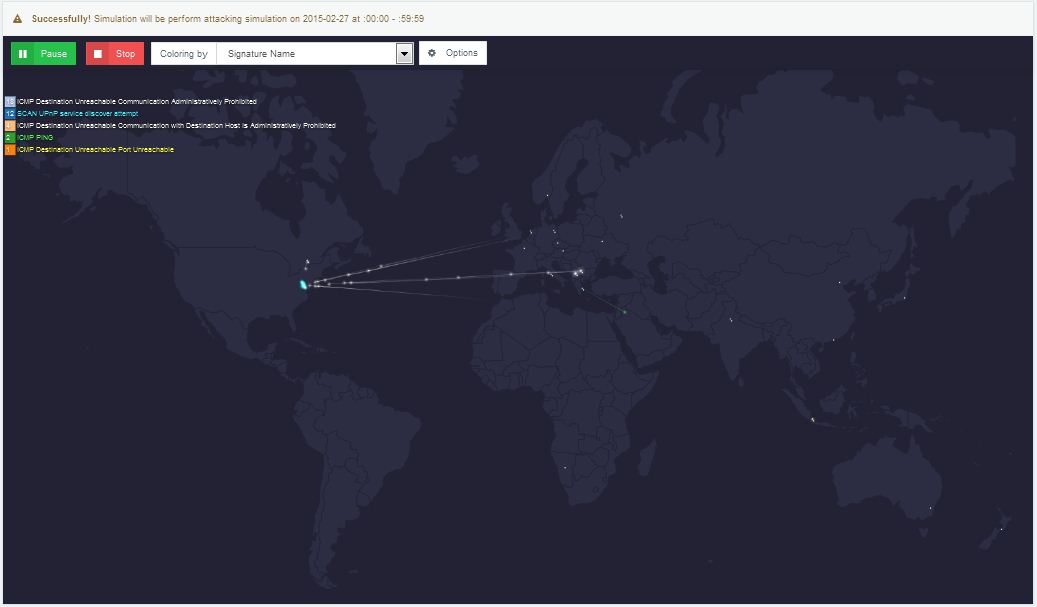 Successfully! Simulation will be perform attacking simulation on 2015-02-27 at :00:00 - :59:59
Pause Stop Coloring by Signature Name Options
18 ICMP Destination Unreachable Communication Administratively Prohibited
12 SCAN UPnP service discover attempt
ICMP Destination Unreachable Communication with Destination Host is Administratively Prohibited
2 ICMP PING
1 ICMP Destination Unreachable Port Unreachable